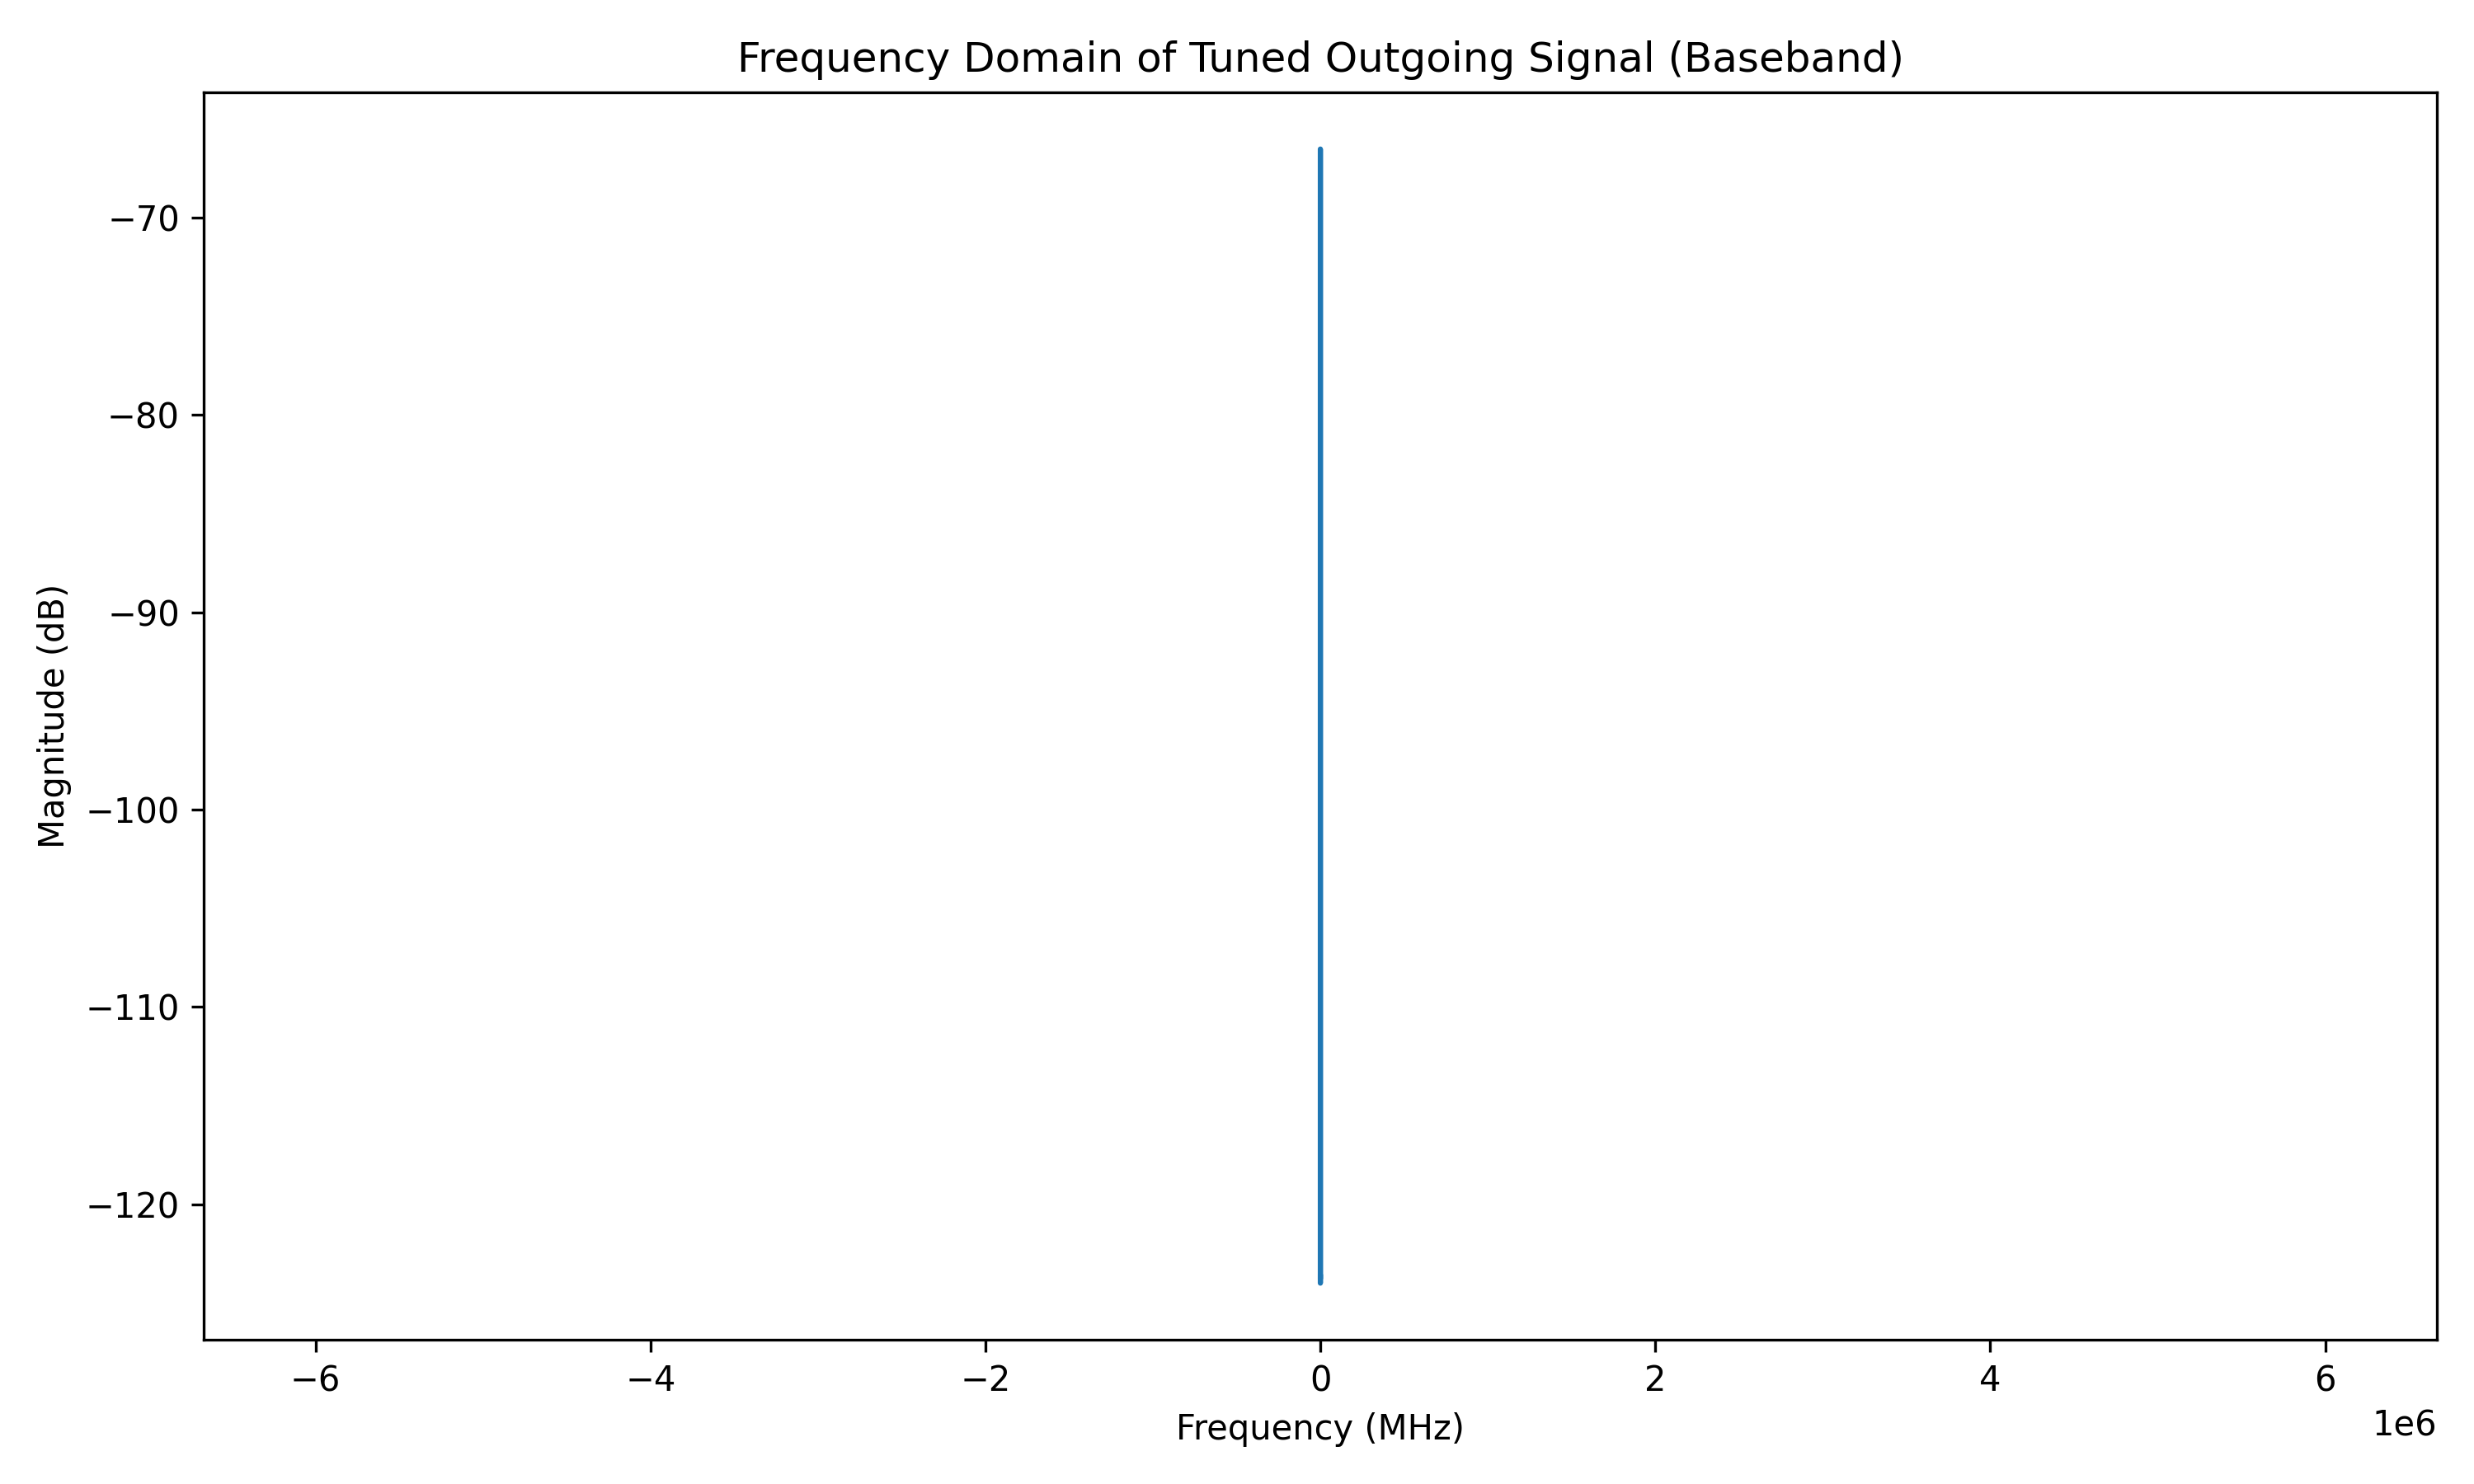 Frequency Domain of Tuned Outgoing Signal (Baseband)
Magnitude (dB)
−70
−80
−90
−100
−110
−120
−6 −4 −2 0 2 4 6
1e6
Frequency (MHz)